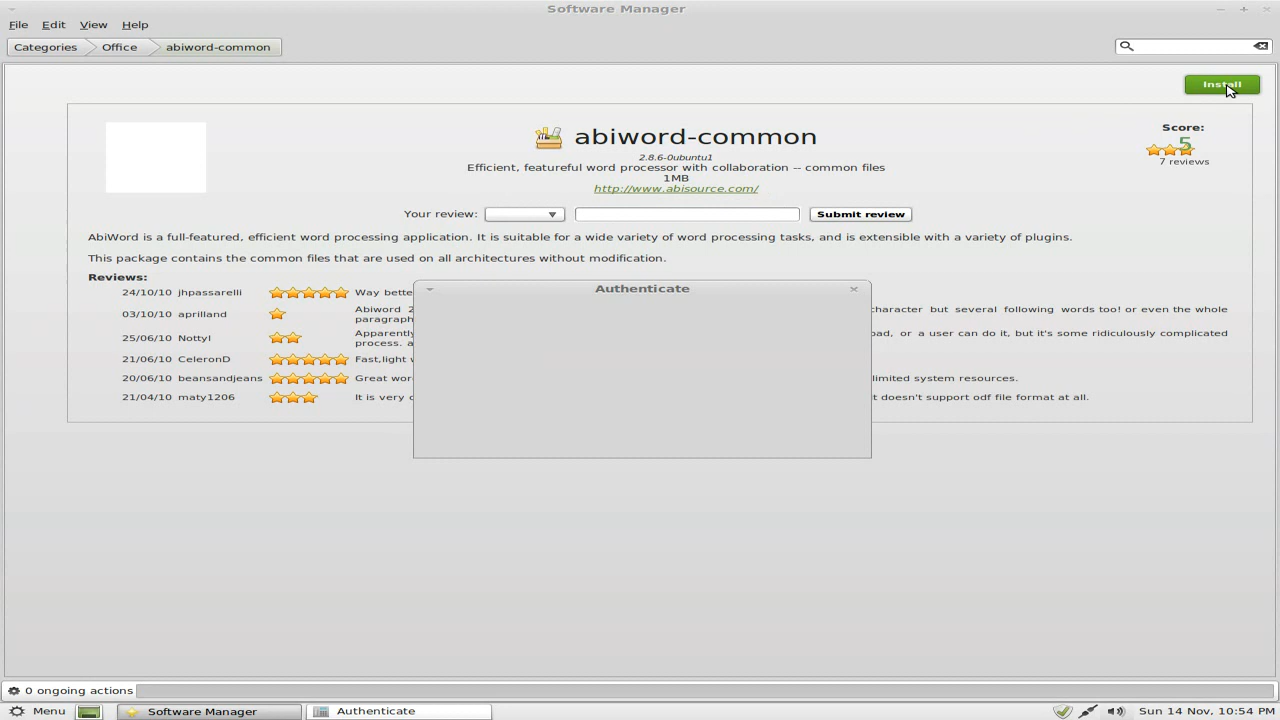 Software Manager
File Edit View Help
Categories Office abiword-common
Install
abiword-common
2.8.6-0ubuntu1
Efficient, featureful word processor with collaboration -- common files
1MB
http://www.abisource.com/
Score:
5
7 reviews
Your review: Submit review
AbiWord is a full-featured, efficient word processing application. It is suitable for a wide variety of word processing tasks, and is extensible with a variety of plugins.
This package contains the common files that are used on all architectures without modification.
Reviews:
24/10/10 jhpassarelli Way bette
03/10/10 aprilland Abiword 2 character but several following words too! or even the whole
paragraph
25/06/10 Nottyl Apparently oad, or a user can do it, but it's some ridiculously complicated
process. a
21/06/10 CeleronD Fast,light
20/06/10 beansandjeans Great wor limited system resources.
21/04/10 maty1206 It is very t doesn't support odf file format at all.
Authenticate
0 ongoing actions
Menu Software Manager Authenticate Sun 14 Nov, 10:54 PM